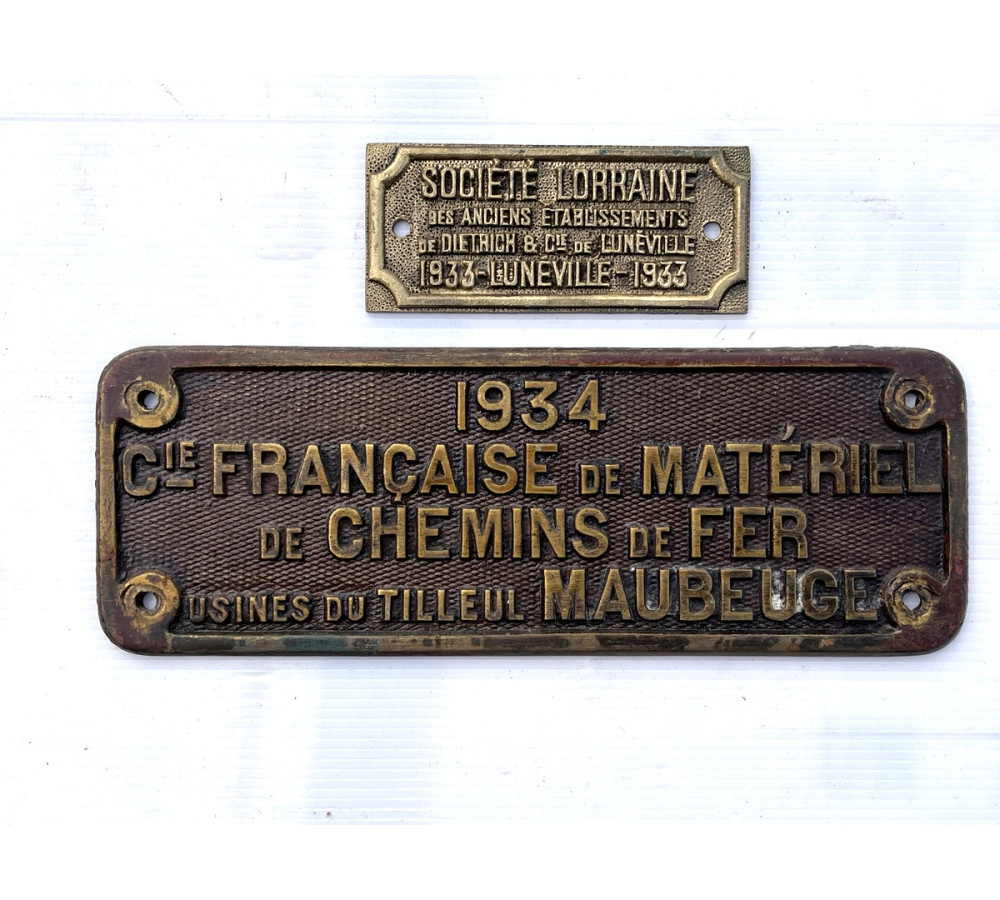 SOCIÉTÉ LORRAINE
DES ANCIENS ÉTABLISSEMENTS
DE DIETRICH & CIE DE LUNÉVILLE
1933-LUNÉVILLE-1933
1934
CIE FRANÇAISE DE MATÉRIEL
DE CHEMINS DE FER
USINES DU TILLEUL MAUBEUGE